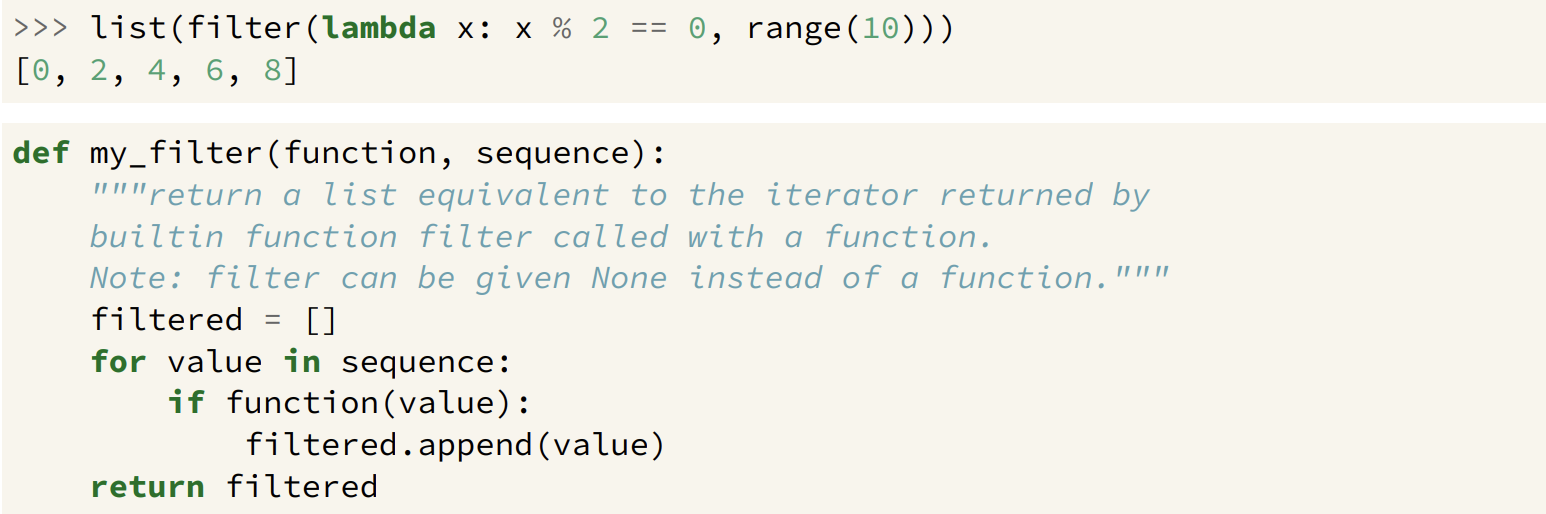 >>> list(filter(lambda x: x % 2 == 0, range(10)))
[0, 2, 4, 6, 8]
def my_filter(function, sequence):
    """return a list equivalent to the iterator returned by
    builtin function filter called with a function.
    Note: filter can be given None instead of a function."""
    filtered = []
    for value in sequence:
        if function(value):
            filtered.append(value)
    return filtered